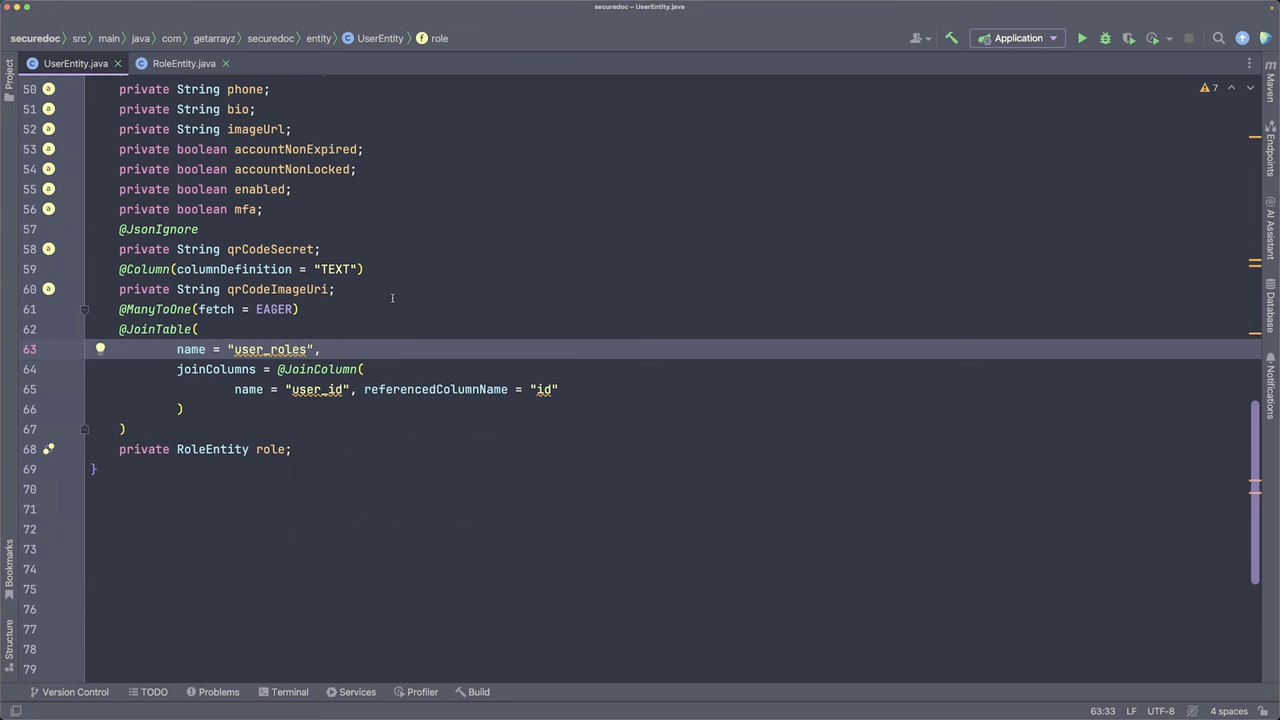 securedoc – UserEntity.java
securedoc src main java com getarrayz securedoc entity UserEntity role
Application
UserEntity.java RoleEntity.java
Project
7
50 private String phone;
51 private String bio;
52 private String imageUrl;
53 private boolean accountNonExpired;
54 private boolean accountNonLocked;
55 private boolean enabled;
56 private boolean mfa;
57 @JsonIgnore
58 private String qrCodeSecret;
59 @Column(columnDefinition = "TEXT")
60 private String qrCodeImageUri;
61 @ManyToOne(fetch = EAGER)
62 @JoinTable(
63 name = "user_roles",
64 joinColumns = @JoinColumn(
65 name = "user_id", referencedColumnName = "id"
66 )
67 )
68 private RoleEntity role;
69 }
70
71
72
73
74
75
76
77
78
79
Bookmarks
Structure
Maven
Endpoints
AI Assistant
Database
Notifications
Version Control TODO Problems Terminal Services Profiler Build
63:33 LF UTF-8 4 spaces